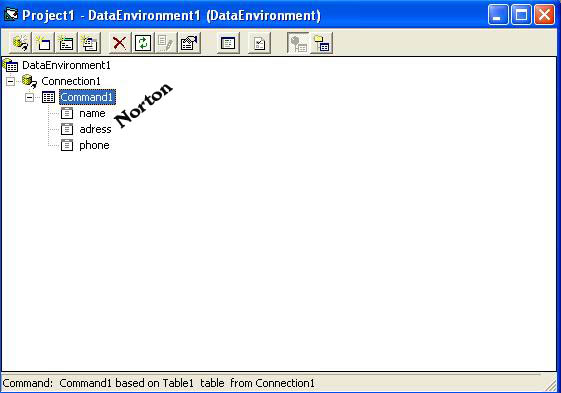 Project1 - DataEnvironment1 (DataEnvironment)
DataEnvironment1
Connection1
Command1
name
adress
phone
Norton
Command: Command1 based on Table1 table from Connection1